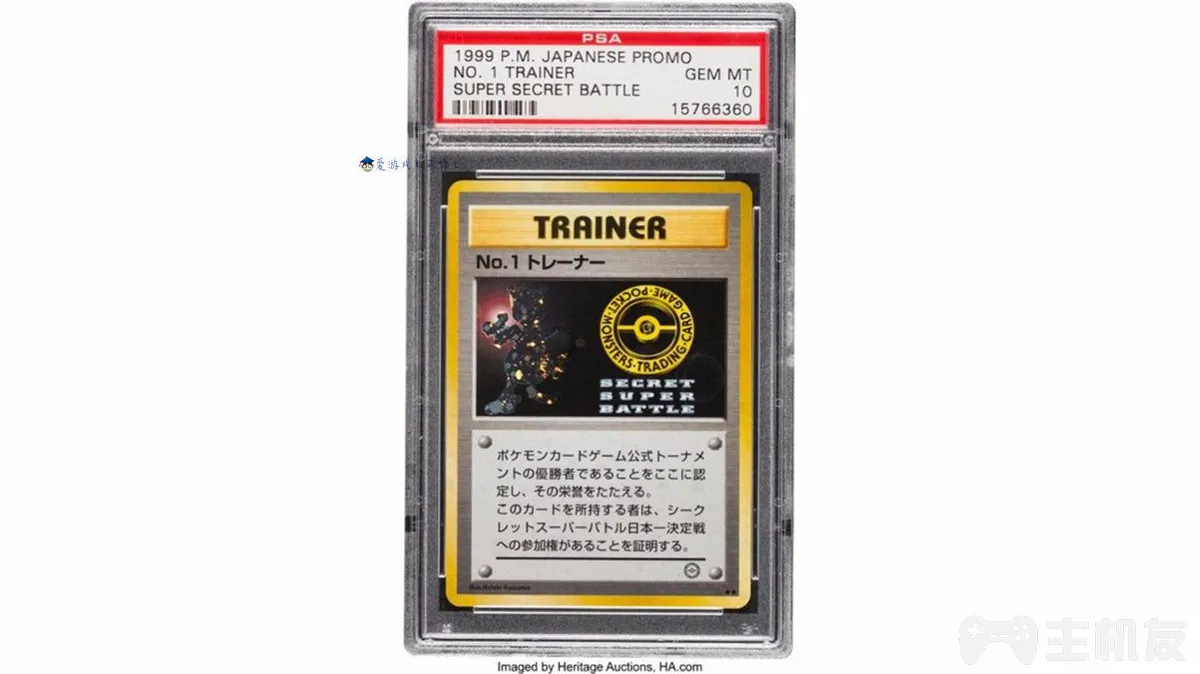 PSA
1999 P.M. JAPANESE PROMO
NO. 1 TRAINER GEM MT
SUPER SECRET BATTLE 10
15766360
TRAINER
No.1 トレーナー
POCKET MONSTERS TRADING CARD GAME
SECRET
SUPER
BATTLE
ポケモンカードゲーム公式トーナメ
ントの優勝者であることをここに認
定し、その栄誉をたたえる。
このカードを所持する者は、シーク
レットスーパーバトル日本一決定戦
への参加権があることを証明する。
Imaged by Heritage Auctions, HA.com
主机友